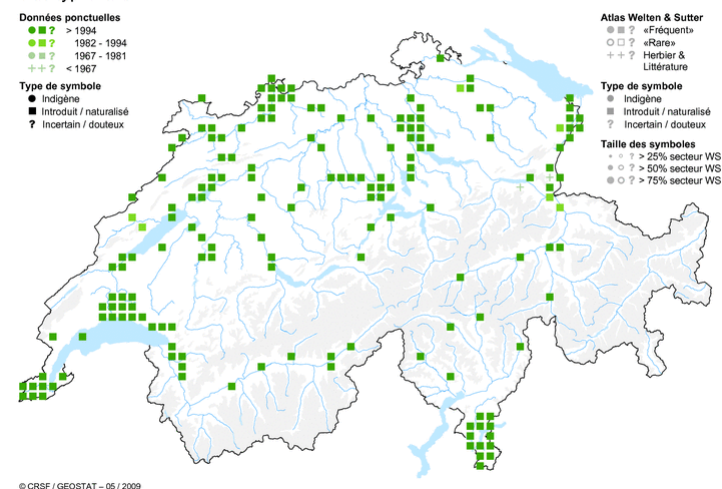 Données ponctuelles
> 1994
1982 - 1994
1967 - 1981
< 1967
Type de symbole
Indigène
Introduit / naturalisé
? Incertain / douteux
Atlas Welten & Sutter
«Fréquent»
«Rare»
Herbier &
Littérature
Type de symbole
Indigène
Introduit / naturalisé
? Incertain / douteux
Taille des symboles
> 25% secteur WS
> 50% secteur WS
> 75% secteur WS
© CRSF / GEOSTAT – 05 / 2009